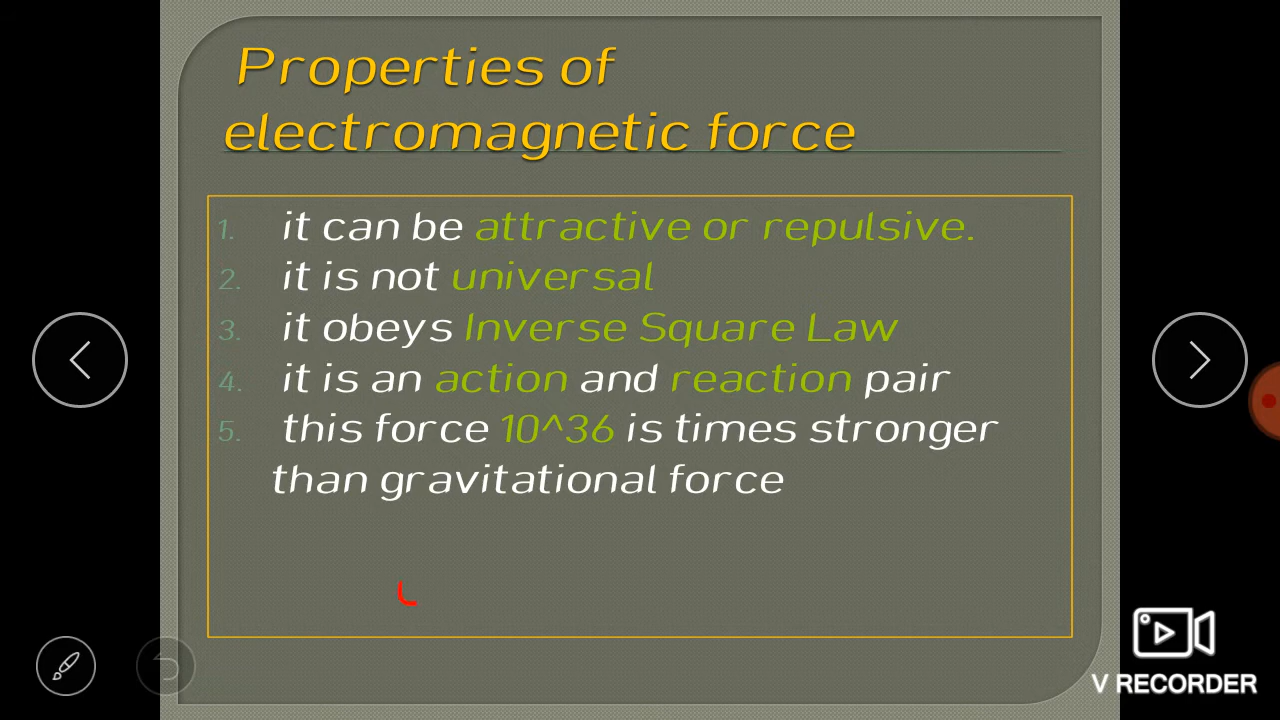 Properties of
electromagnetic force
1. it can be attractive or repulsive.
2. it is not universal
3. it obeys Inverse Square Law
4. it is an action and reaction pair
5. this force 10^36 is times stronger
than gravitational force
V RECORDER